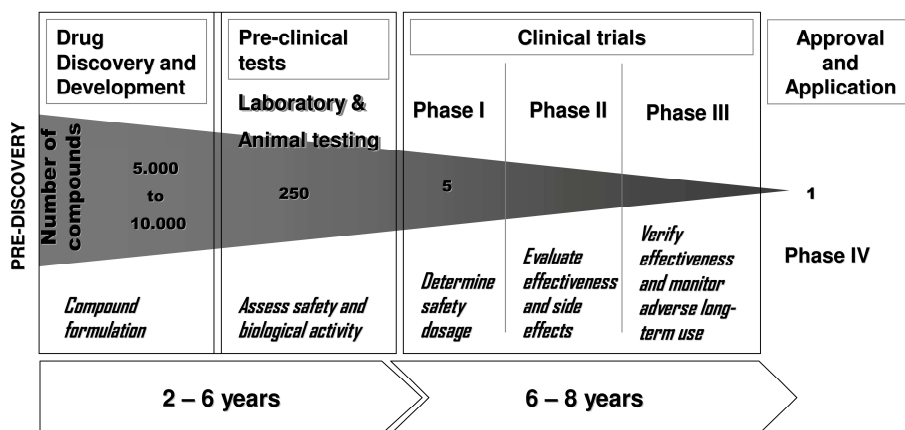 PRE-DISCOVERY
Drug
Discovery and
Development
Number of
compounds
5.000
to
10.000
Compound
formulation
Pre-clinical
tests
Laboratory &
Animal testing
250
Assess safety and
biological activity
Clinical trials
Phase I
5
Determine
safety
dosage
Phase II
Evaluate
effectiveness
and side
effects
Phase III
Verify
effectiveness
and monitor
adverse long-
term use
Approval
and
Application
1
Phase IV
2 – 6 years
6 – 8 years